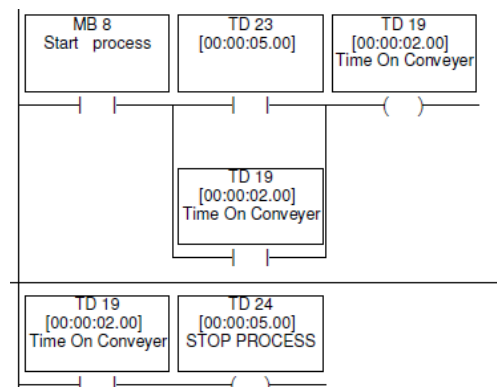 MB 8
Start process
TD 23
[00:00:05.00]
TD 19
[00:00:02.00]
Time On Conveyer
TD 19
[00:00:02.00]
Time On Conveyer
TD 19
[00:00:02.00]
Time On Conveyer
TD 24
[00:00:05.00]
STOP PROCESS